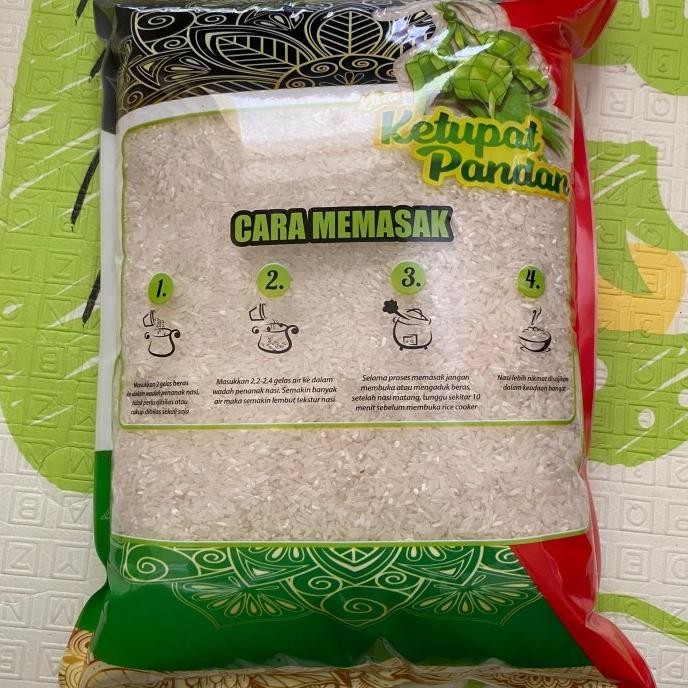 Ketupat
Pandan
CARA MEMASAK
1.
Masukkan 2 gelas beras
ke dalam wadah penanak nasi,
tidak perlu dibilas atau
cukup dibilas sekali saja
2.
Masukkan 2,2-2,4 gelas air ke dalam
wadah penanak nasi. Semakin banyak
air maka semakin lembut tekstur nasi
3.
Selama proses memasak jangan
membuka atau mengaduk beras,
setelah nasi matang, tunggu sekitar 10
menit sebelum membuka rice cooker
4.
Nasi lebih nikmat disajikan
dalam keadaan hangat